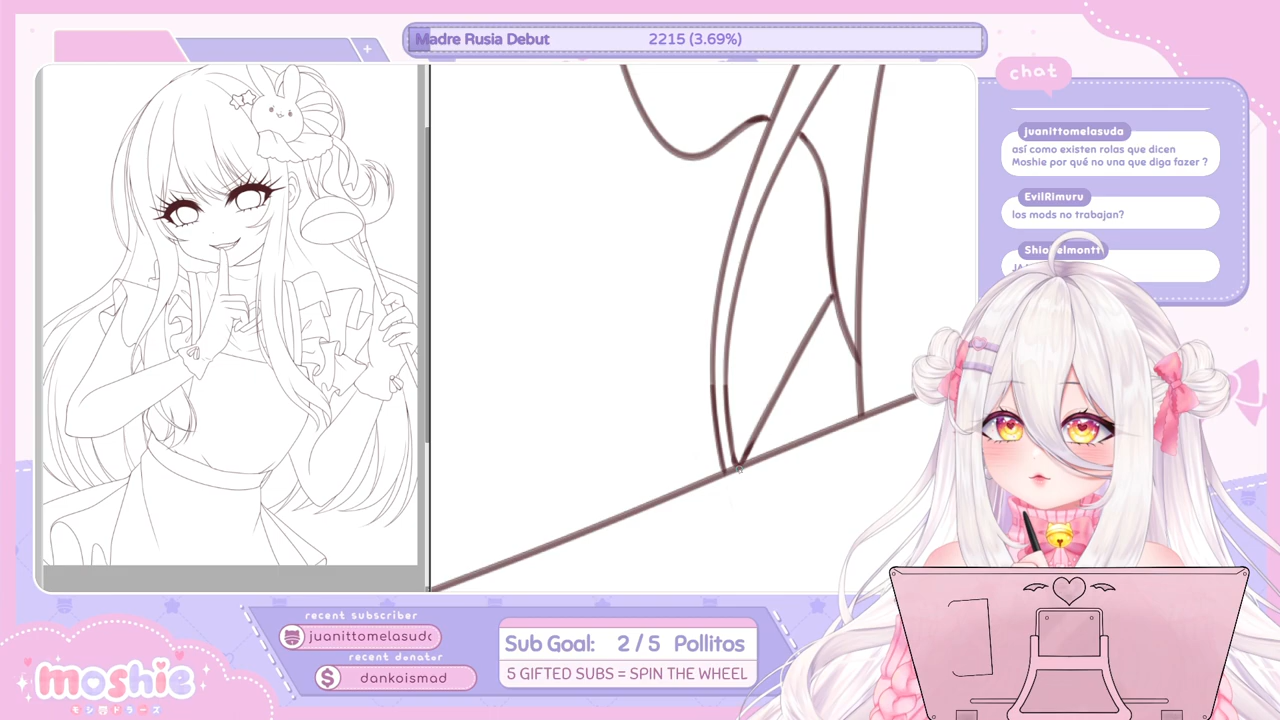 Madre Rusia Debut 2215 (3.69%)
+
chat
juanittomelasuda
así como existen rolas que dicen
Moshie por qué no una que diga fazer ?
EvilRimuru
los mods no trabajan?
recent subscriber
juanittomelasud
recent donator
$ dankoismad
Sub Goal: 2 / 5 Pollitos
5 GIFTED SUBS = SPIN THE WHEEL
moshie